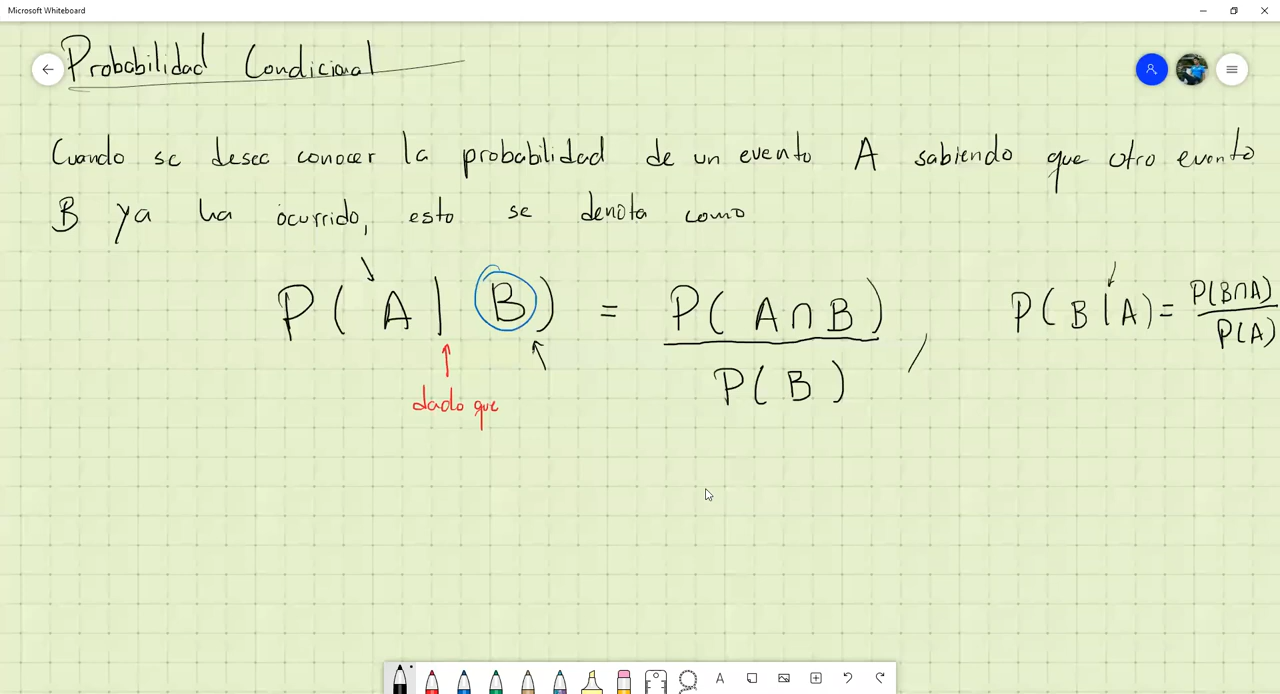 Microsoft Whiteboard
Probabilidad Condicional
Cuando se desea conocer la probabilidad de un evento A sabiendo que otro evento
B ya ha ocurrido, esto se denota como
P( A | B) = P( A ∩ B) / P( B ) , P( B | A) = P(B∩A) / P(A)
dado que
A